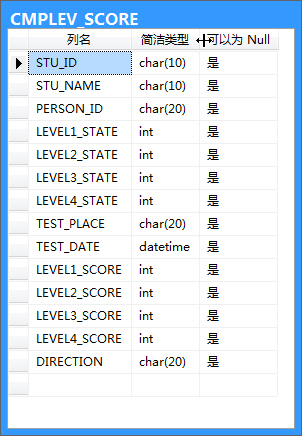 CMPLEV_SCORE
列名 简洁类型 可以为 Null
STU_ID char(10) 是
STU_NAME char(10) 是
PERSON_ID char(20) 是
LEVEL1_STATE int 是
LEVEL2_STATE int 是
LEVEL3_STATE int 是
LEVEL4_STATE int 是
TEST_PLACE char(20) 是
TEST_DATE datetime 是
LEVEL1_SCORE int 是
LEVEL2_SCORE int 是
LEVEL3_SCORE int 是
LEVEL4_SCORE int 是
DIRECTION char(20) 是